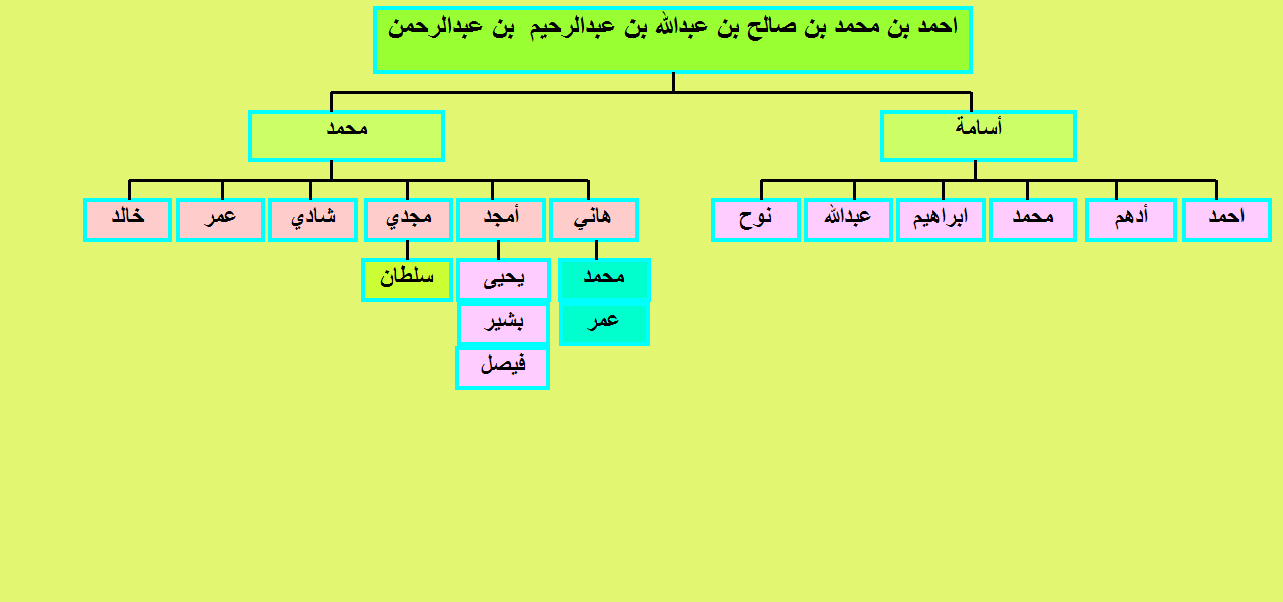 احمد بن محمد بن صالح بن عبدالله بن عبدالرحيم بن عبدالرحمن
أسامة
محمد
احمد
أدهم
محمد
ابراهيم
عبدالله
نوح
هاني
أمجد
مجدي
شادي
عمر
خالد
محمد
يحيى
سلطان
عمر
بشير
فيصل